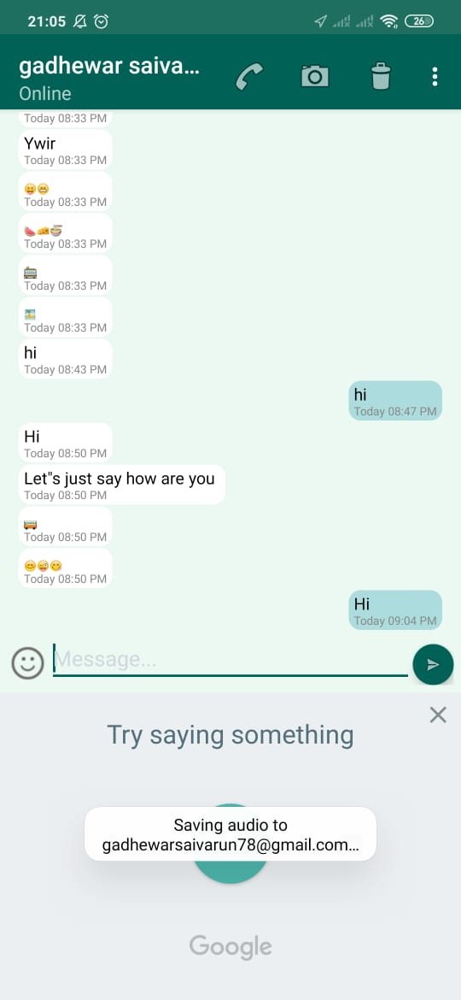 21:05
26
gadhewar saiva...
Online
Today 08:33 PM
Ywir
Today 08:33 PM
😝😁
Today 08:33 PM
🍉🧀🍜
Today 08:33 PM
🚋
Today 08:33 PM
Today 08:33 PM
hi
Today 08:43 PM
hi
Today 08:47 PM
Hi
Today 08:50 PM
Let"s just say how are you
Today 08:50 PM
🚃
Today 08:50 PM
😊😜😋
Today 08:50 PM
Hi
Today 09:04 PM
Message...
Try saying something
Saving audio to
gadhewarsaivarun78@gmail.com...
Google